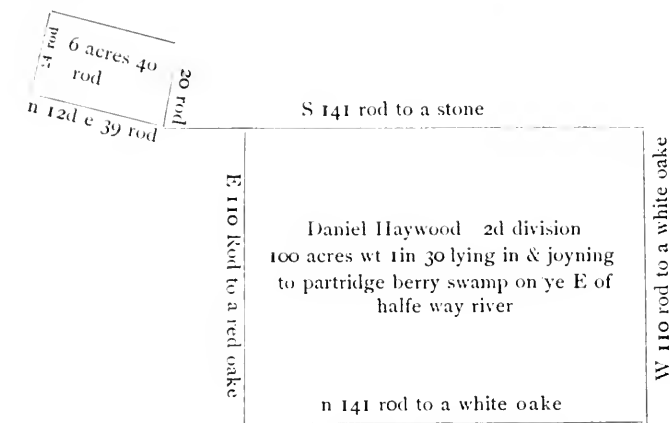 6 acres 40
rod
E rod
20 rod
n 12d e 39 rod
S 141 rod to a stone
E 110 Rod to a red oake
Daniel Haywood 2d division
100 acres wt 1in 30 lying in & joyning
to partridge berry swamp on ye E of
halfe way river
W 110 rod to a white oake
n 141 rod to a white oake